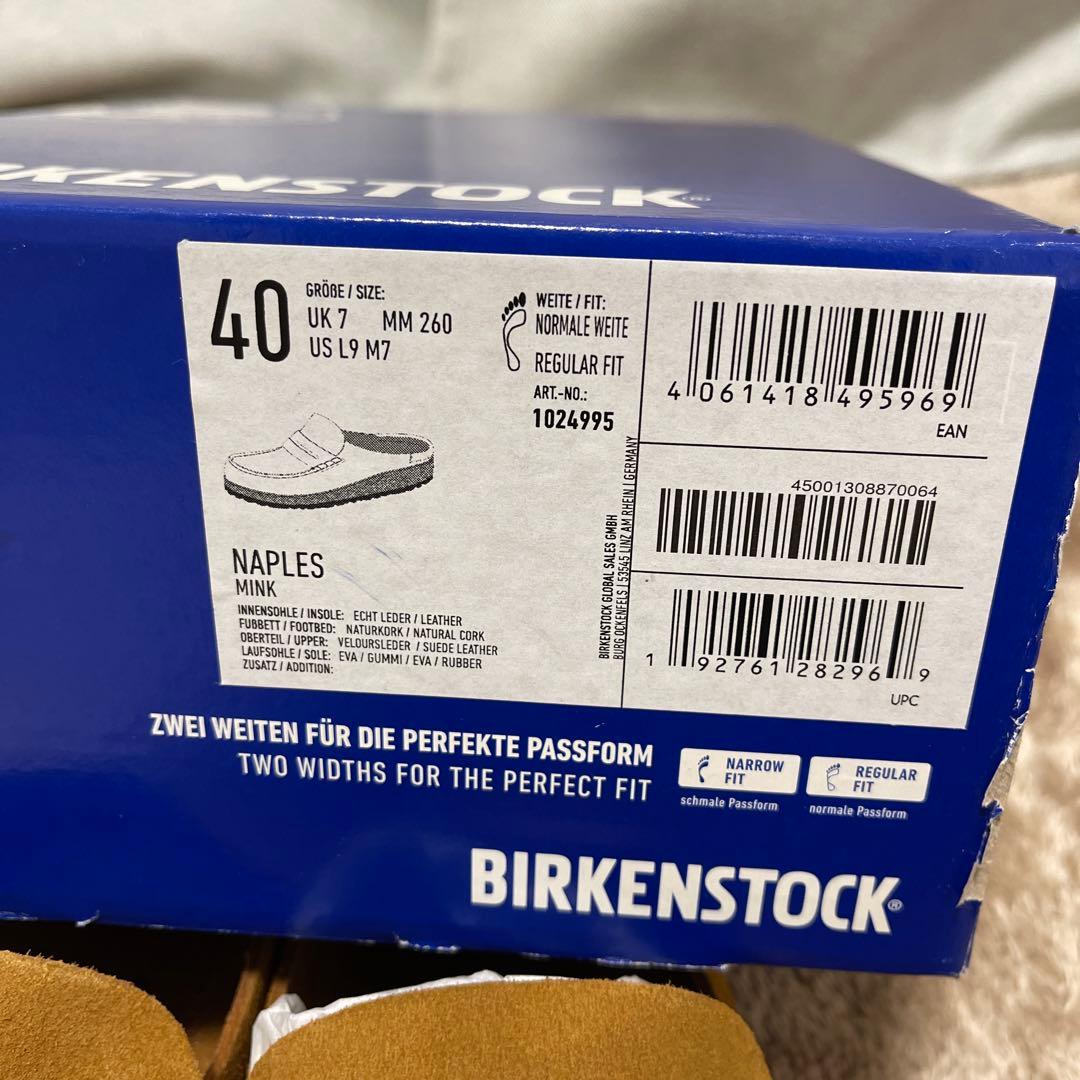 RKENSTOCK
40
GRÖßE / SIZE:
UK 7 MM 260
US L9 M7
WEITE / FIT:
NORMALE WEITE
REGULAR FIT
ART.-NO.:
1024995
NAPLES
MINK
INNENSOHLE / INSOLE: ECHT LEDER / LEATHER
FUßBETT / FOOTBED: NATURKORK / NATURAL CORK
OBERTEIL / UPPER: VELOURSLEDER / SUEDE LEATHER
LAUFSOHLE / SOLE: EVA / GUMMI / EVA / RUBBER
ZUSATZ / ADDITION:
BIRKENSTOCK GLOBAL SALES GMBH
BURG OCKENFELS | 53545 LINZ AM RHEIN | GERMANY
4 061418 495969
EAN
45001308870064
1 92761 28296 9
UPC
ZWEI WEITEN FÜR DIE PERFEKTE PASSFORM
TWO WIDTHS FOR THE PERFECT FIT
NARROW
FIT
schmale Passform
REGULAR
FIT
normale Passform
BIRKENSTOCK®